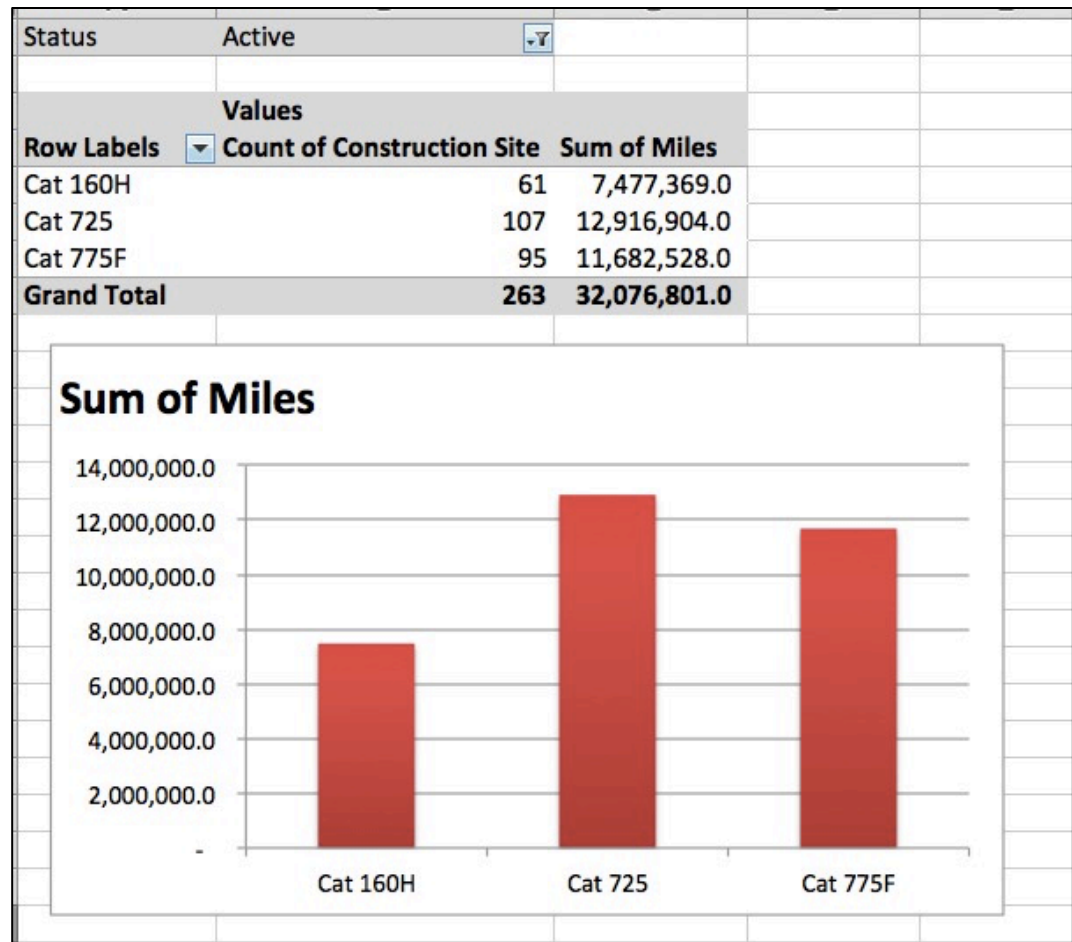 Status Active
Values
Row Labels Count of Construction Site Sum of Miles
Cat 160H 61 7,477,369.0
Cat 725 107 12,916,904.0
Cat 775F 95 11,682,528.0
Grand Total 263 32,076,801.0
Sum of Miles
14,000,000.0
12,000,000.0
10,000,000.0
8,000,000.0
6,000,000.0
4,000,000.0
2,000,000.0
-
Cat 160H Cat 725 Cat 775F